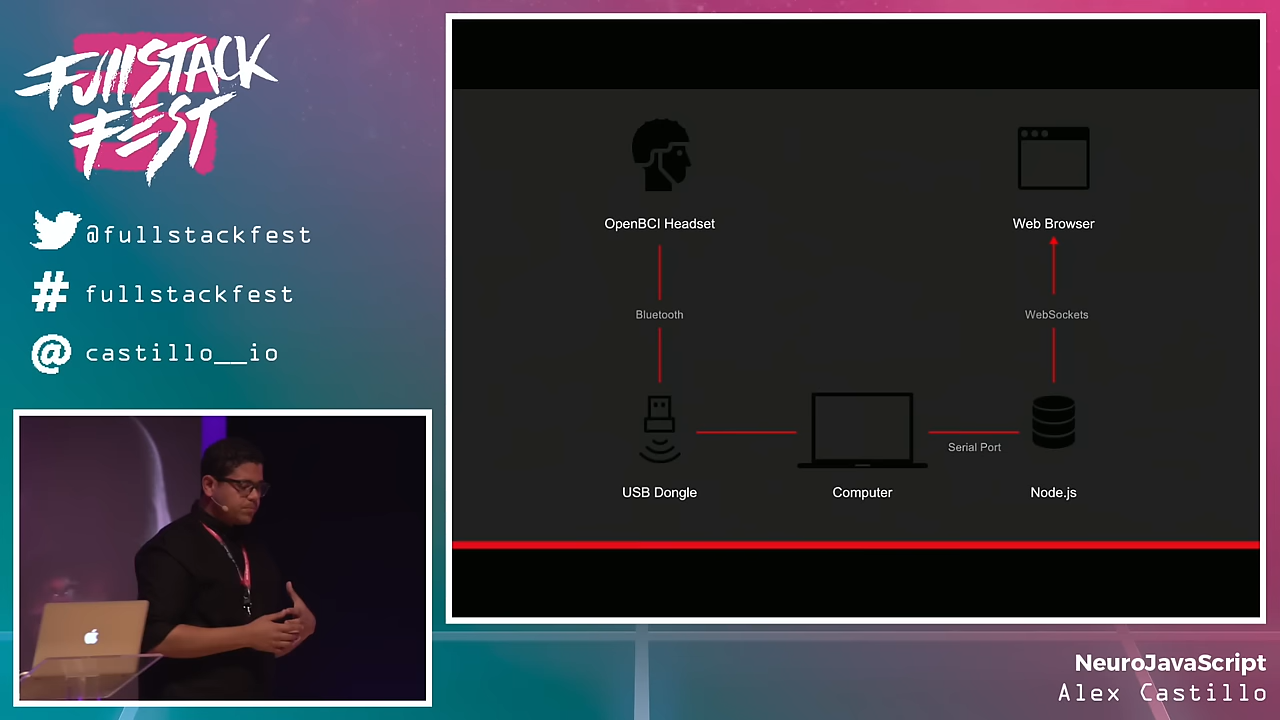 FullSTACK
FEST
@fullstackfest
# fullstackfest
@ castillo__io
OpenBCI Headset
Web Browser
Bluetooth
WebSockets
Serial Port
USB Dongle
Computer
Node.js
NeuroJavaScript
Alex Castillo